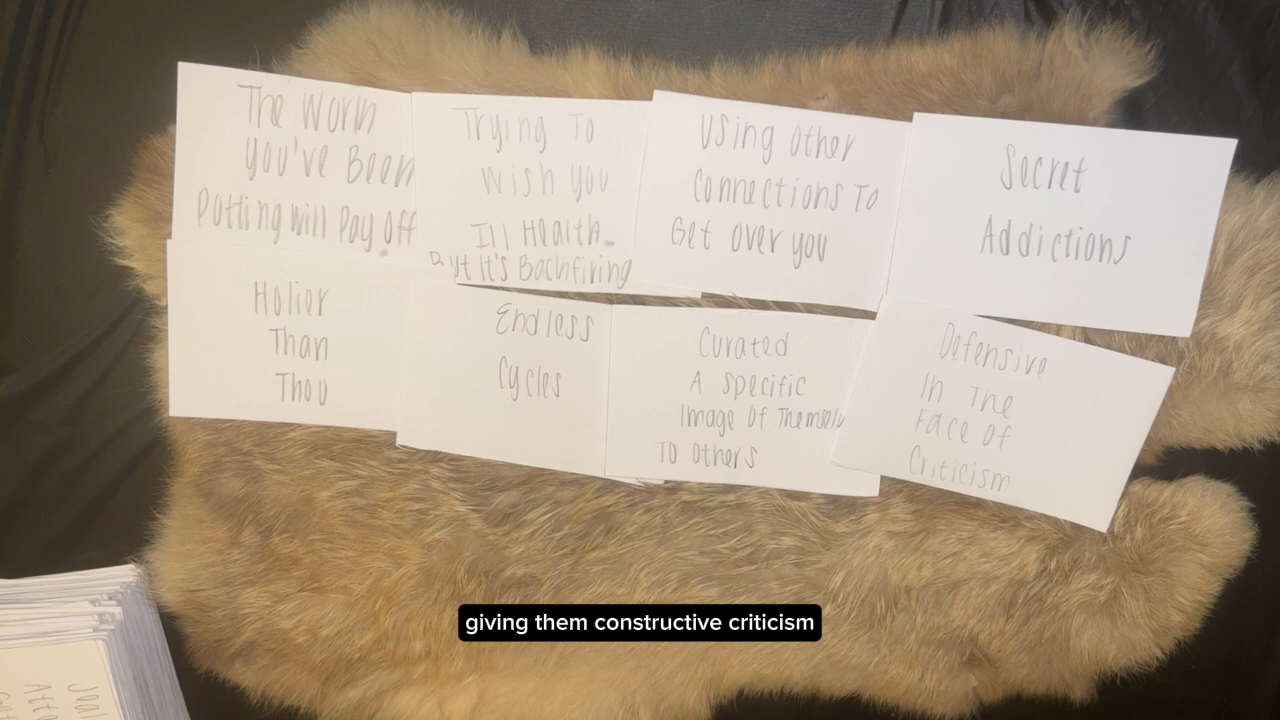 The Work
You've Been
Putting Will Pay Off
Trying To
Wish You
Ill Health.
But It's Backfiring
Using Other
Connections To
Get Over You
Secret
Addictions
Holier
Than
Thou
Endless
Cycles
Curated
A Specific
Image Of
To Others
Defensive
In The
Face Of
Criticism
giving them constructive criticism